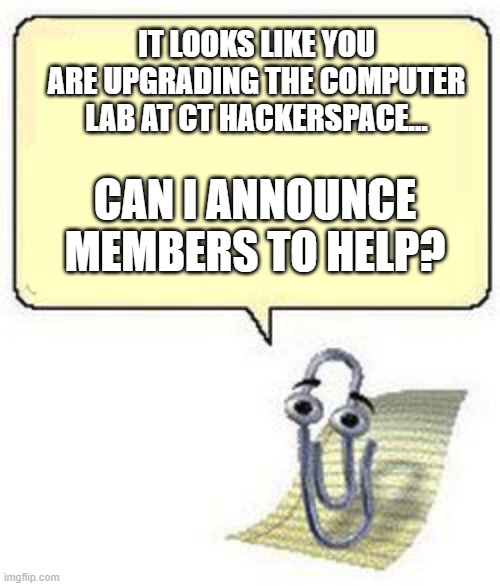 IT LOOKS LIKE YOU
ARE UPGRADING THE COMPUTER
LAB AT CT HACKERSPACE...
CAN I ANNOUNCE
MEMBERS TO HELP?
imgflip.com